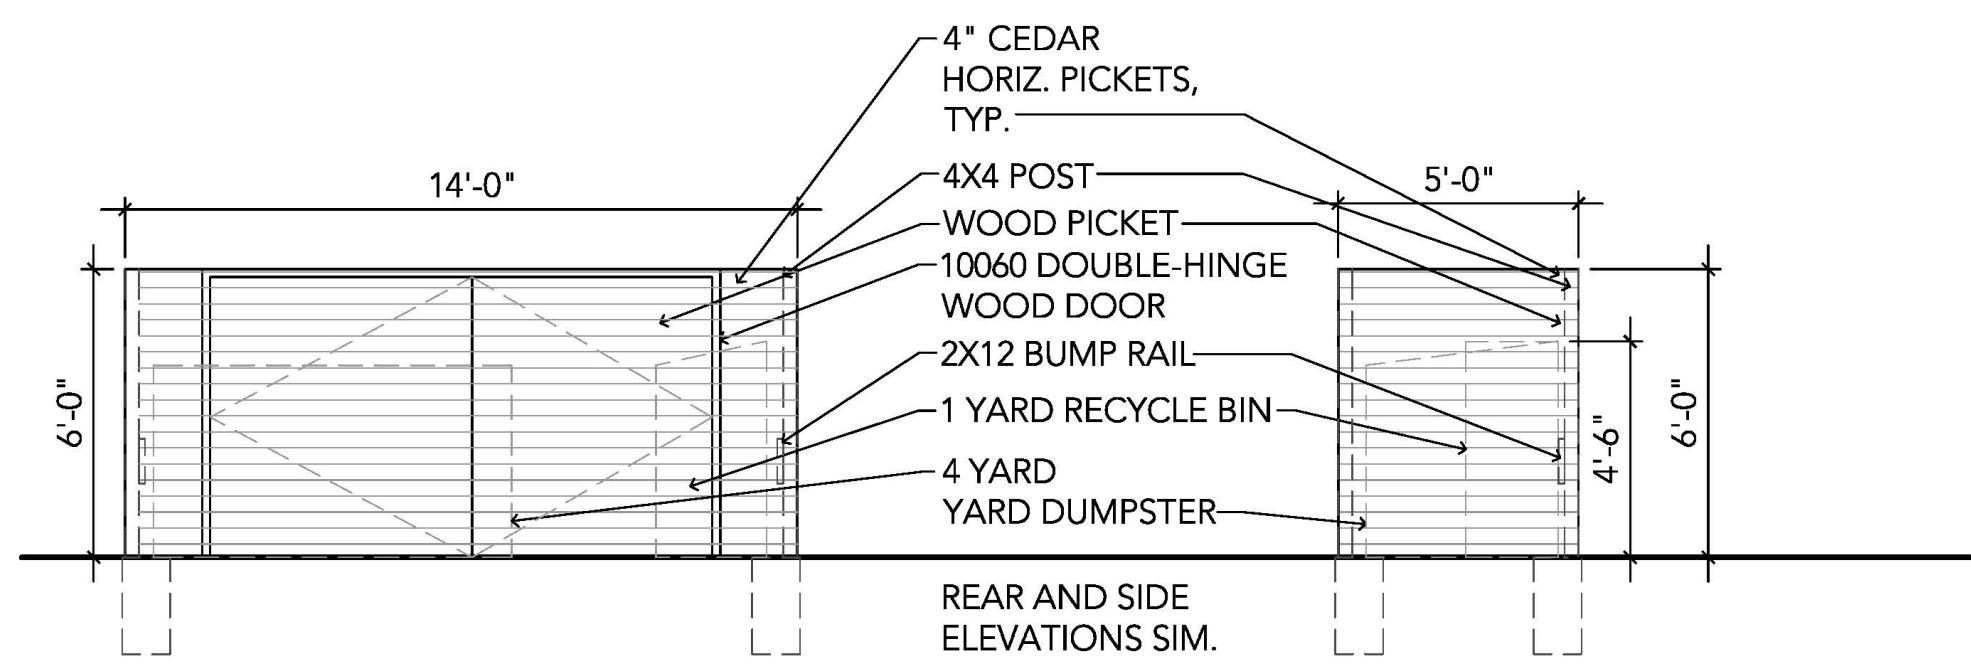 4" CEDAR
HORIZ. PICKETS,
TYP.
14'-0"
4X4 POST
5'-0"
WOOD PICKET
10060 DOUBLE-HINGE
WOOD DOOR
2X12 BUMP RAIL
6'-0"
1 YARD RECYCLE BIN
4'-6"
6'-0"
4 YARD
YARD DUMPSTER
REAR AND SIDE
ELEVATIONS SIM.